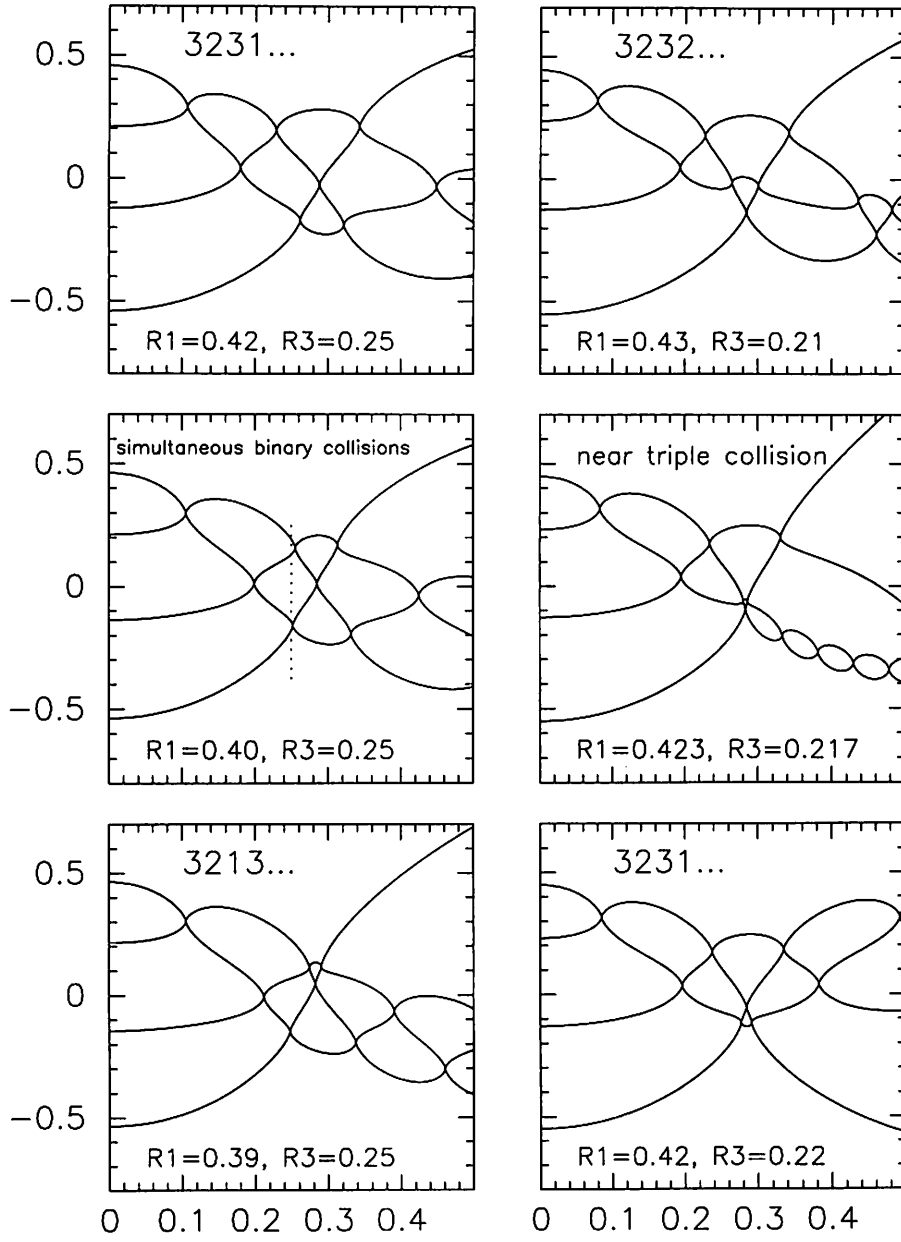 3231...
0.5
0
−0.5
R1=0.42, R3=0.25
3232...
R1=0.43, R3=0.21
simultaneous binary collisions
0.5
0
−0.5
R1=0.40, R3=0.25
near triple collision
R1=0.423, R3=0.217
3213...
0.5
0
−0.5
R1=0.39, R3=0.25
3231...
R1=0.42, R3=0.22
0 0.1 0.2 0.3 0.4
0 0.1 0.2 0.3 0.4